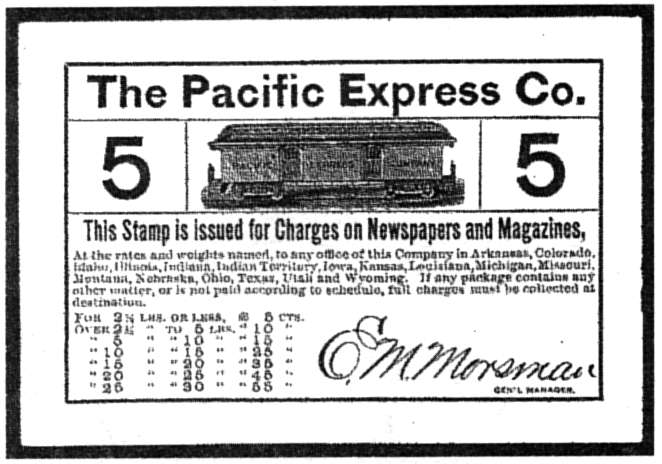 The Pacific Express Co.
5 5
This Stamp is issued for Charges on Newspapers and Magazines,
At the rates and weights named, to any office of this Company in Arkansas, Colorado,
Idaho, Illinois, Indiana, Indian Territory, Iowa, Kansas, Louisiana, Michigan, Missouri,
Montana, Nebraska, Ohio, Texas, Utah and Wyoming. If any package contains any
other matter, or is not paid according to schedule, full charges must be collected at
destination.
FOR 2½ LBS. OR LESS, @ 5 CTS.
OVER 2½ " TO 5 LBS. " 10 "
" 5 " " 10 " " 15 "
" 10 " " 15 " " 25 "
" 15 " " 20 " " 35 "
" 20 " " 25 " " 45 "
" 25 " " 30 " " 55 "
E.M. Morsman
GEN'L MANAGER.